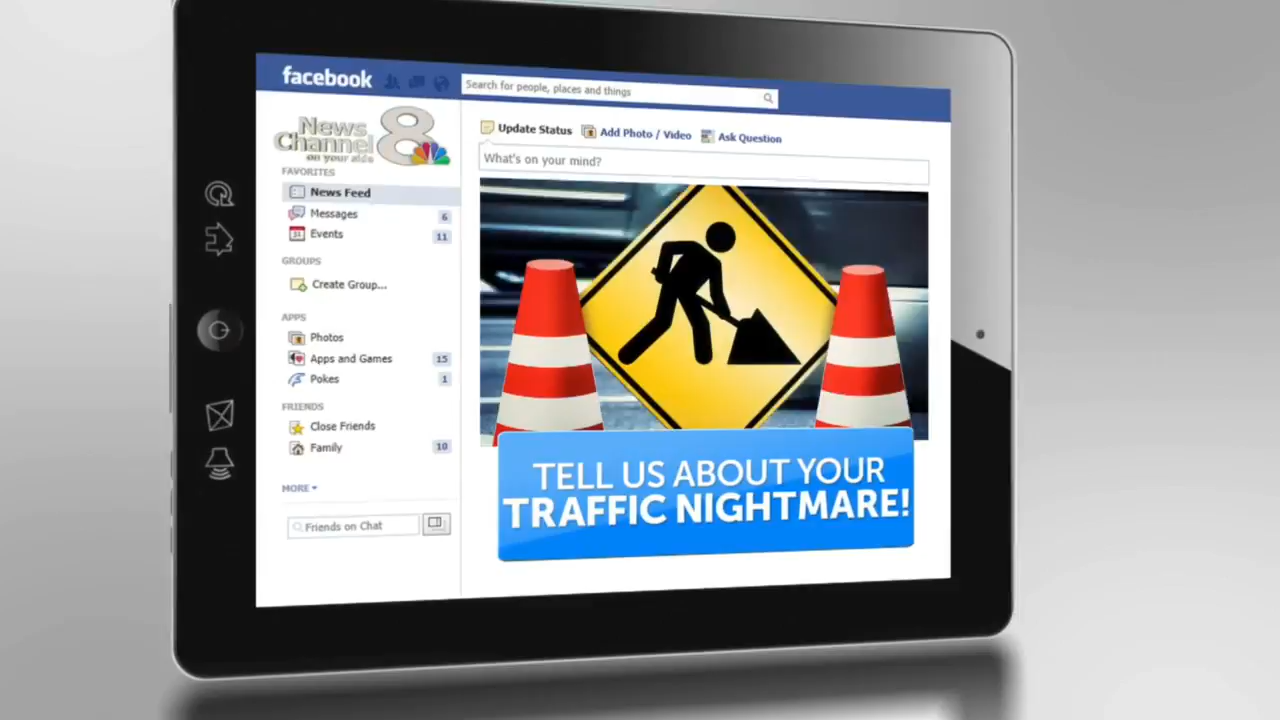 facebook
Search for people, places and things
News
Channel 8
on your side
FAVORITES
News Feed
Messages 6
Events 11
GROUPS
Create Group...
APPS
Photos
Apps and Games 15
Pokes 1
FRIENDS
Close Friends
Family 10
MORE
Friends on Chat
Update Status Add Photo / Video Ask Question
What's on your mind?
TELL US ABOUT YOUR
TRAFFIC NIGHTMARE!